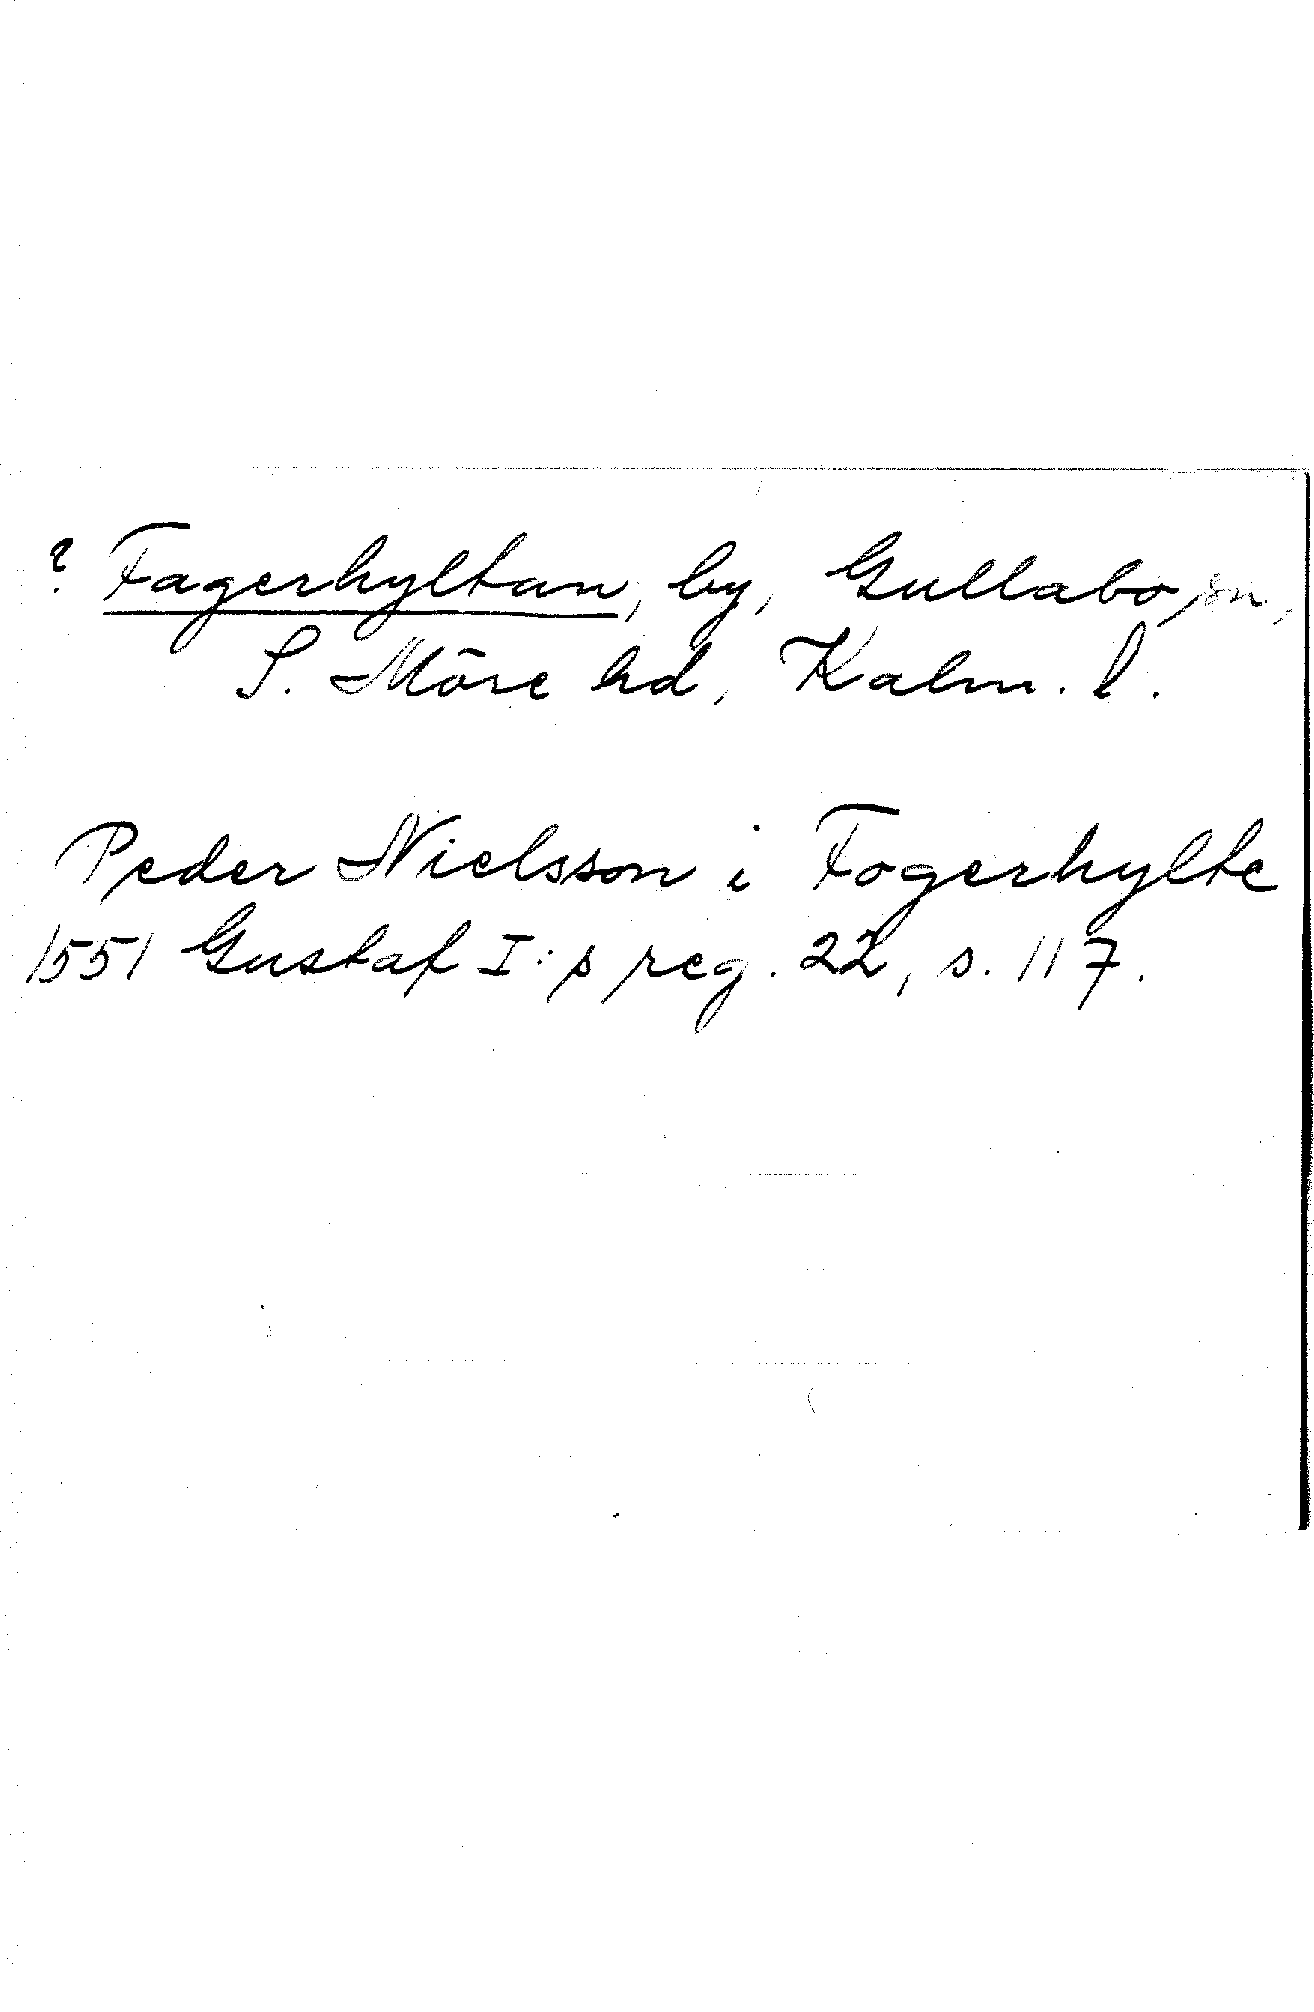 ? Fagerhyltan, by, Gullabo sn,
S. Möre hd, Kalm. l.
Peder Nielsson i Fogerhylte
1551 Gustaf I:s reg. 22, s. 117.